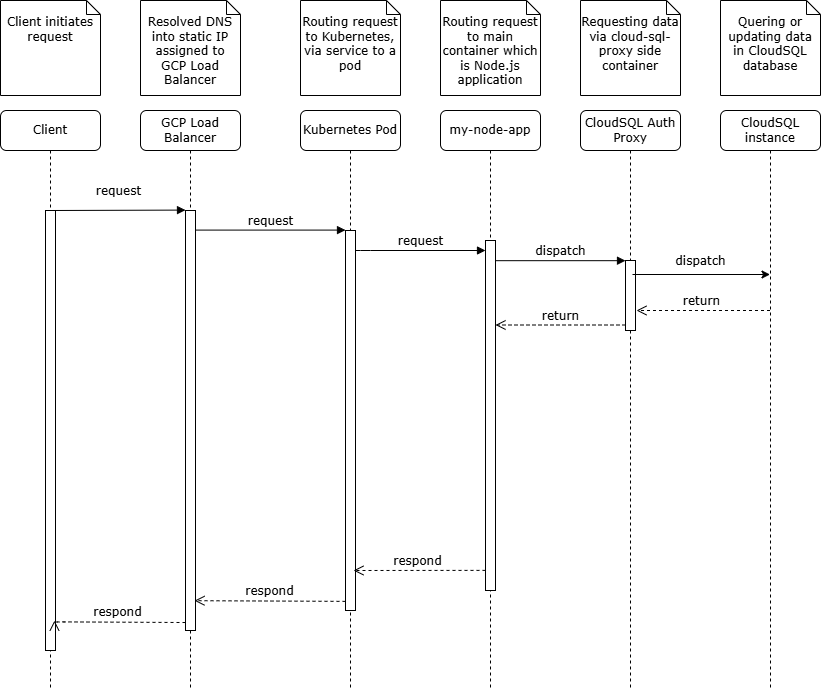 Client initiates
request
Resolved DNS
into static IP
assigned to
GCP Load
Balancer
Routing request
to Kubernetes,
via service to a
pod
Routing request
to main
container which
is Node.js
application
Requesting data
via cloud-sql-
proxy side
container
Quering or
updating data
in CloudSQL
database
Client
GCP Load
Balancer
Kubernetes Pod
my-node-app
CloudSQL Auth
Proxy
CloudSQL
instance
request
request
request
dispatch
dispatch
return
return
respond
respond
respond